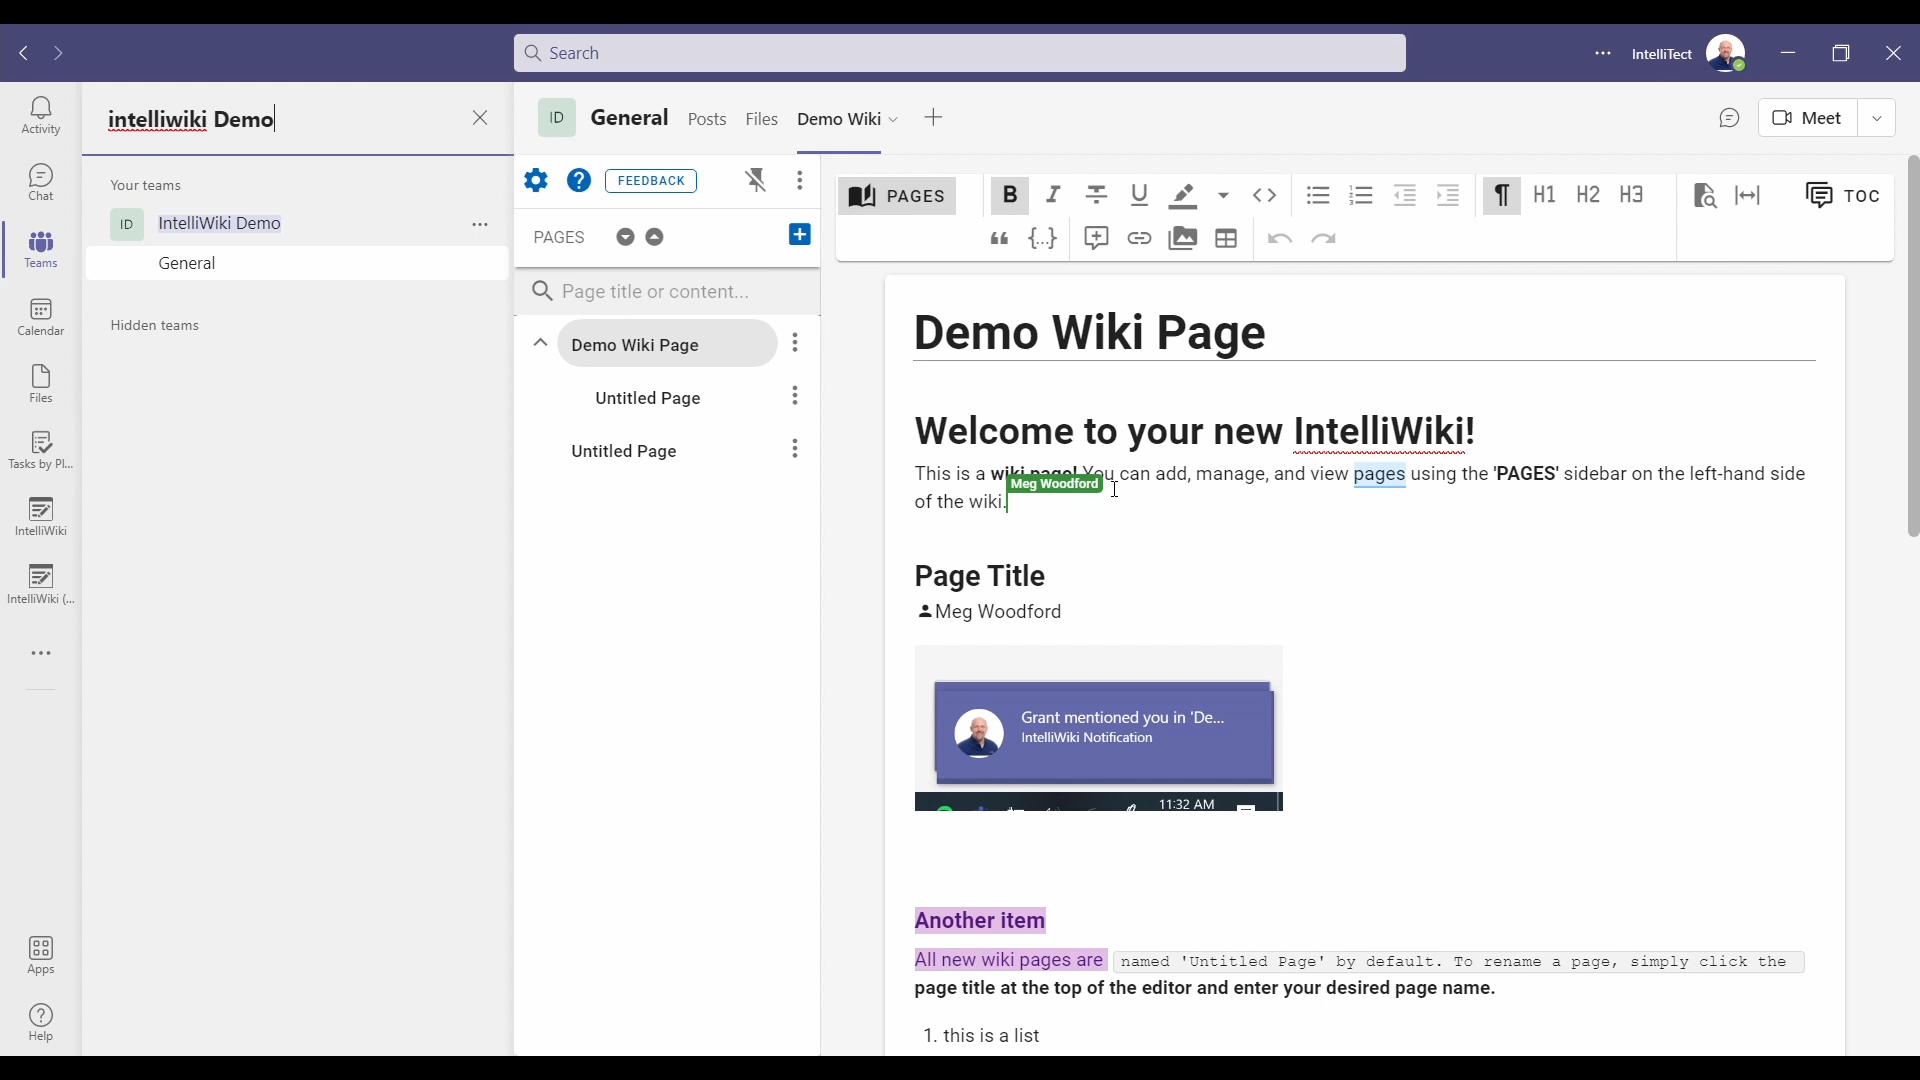 Search
IntelliTect
Activity
Chat
Teams
Calendar
Files
Tasks by Pl...
IntelliWiki
IntelliWiki (...
Apps
Help
intelliwiki Demo
Your teams
ID IntelliWiki Demo
General
Hidden teams
ID General Posts Files Demo Wiki
Meet
FEEDBACK
PAGES
Page title or content...
Demo Wiki Page
Untitled Page
Untitled Page
PAGES B I S U <> ¶ H1 H2 H3 TOC
“ {...}
Demo Wiki Page
Welcome to your new IntelliWiki!
This is a wiki page! You can add, manage, and view pages using the 'PAGES' sidebar on the left-hand side
Meg Woodford
of the wiki.
Page Title
Meg Woodford
Grant mentioned you in 'De...
IntelliWiki Notification
11:32 AM
Another item
All new wiki pages are named 'Untitled Page' by default. To rename a page, simply click the
page title at the top of the editor and enter your desired page name.
1. this is a list